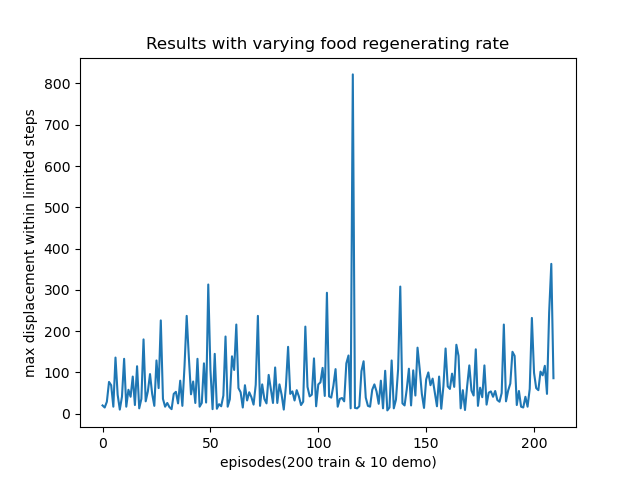 Results with varying food regenerating rate
max displacement within limited steps
800
700
600
500
400
300
200
100
0
0 50 100 150 200
episodes(200 train & 10 demo)